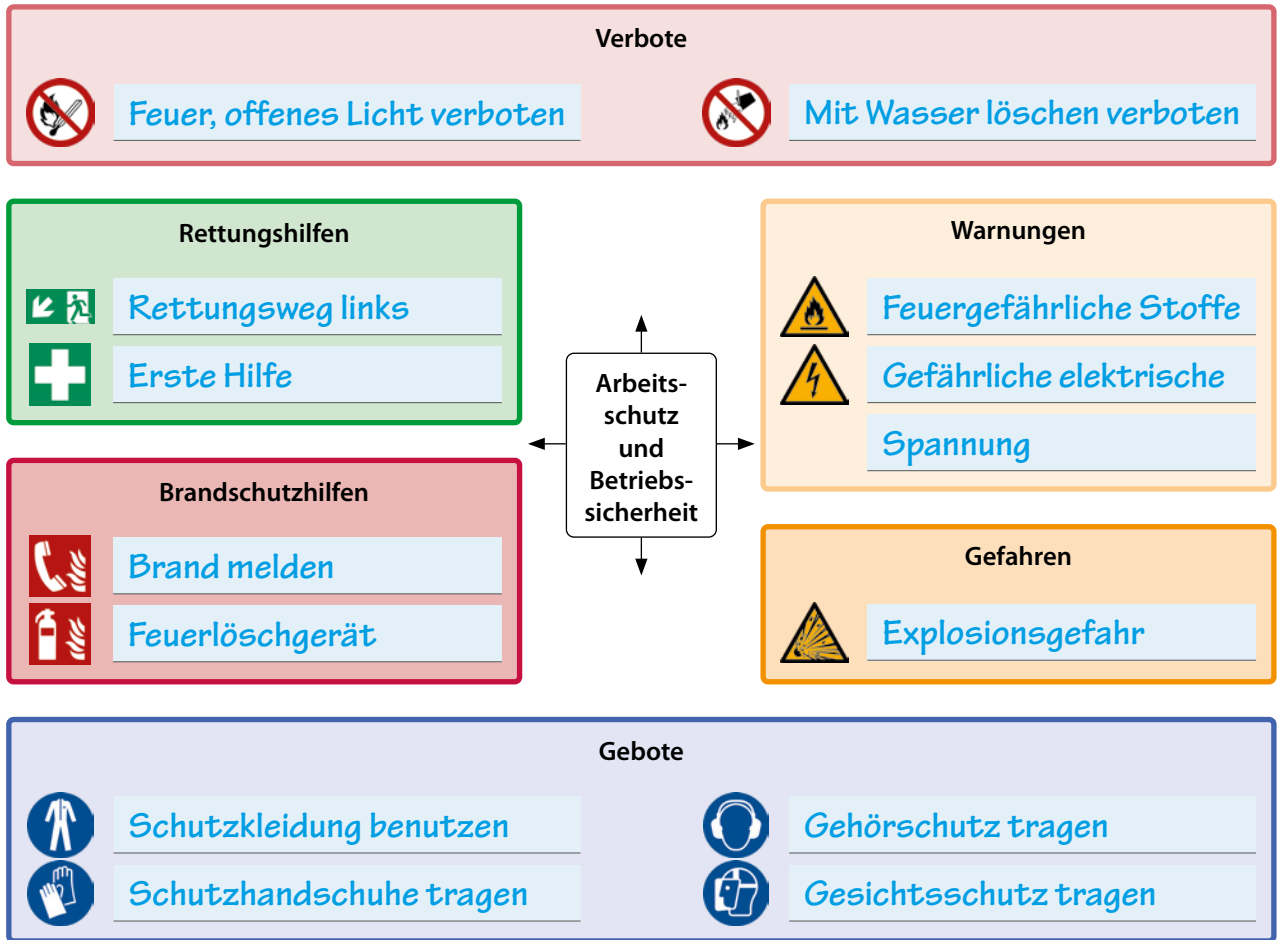 Verbote
Feuer, offenes Licht verboten
Mit Wasser löschen verboten
Rettungshilfen
Rettungsweg links
Erste Hilfe
Warnungen
Feuergefährliche Stoffe
Gefährliche elektrische
Spannung
Arbeits-
schutz
und
Betriebs-
sicherheit
Brandschutzhilfen
Brand melden
Feuerlöschgerät
Gefahren
Explosionsgefahr
Gebote
Schutzkleidung benutzen
Gehörschutz tragen
Schutzhandschuhe tragen
Gesichtsschutz tragen